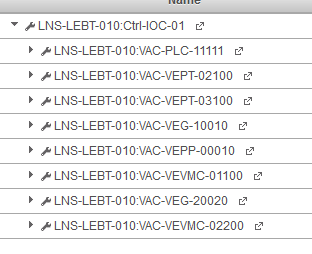 Name
LNS-LEBT-010:Ctrl-IOC-01
LNS-LEBT-010:VAC-PLC-11111
LNS-LEBT-010:VAC-VEPT-02100
LNS-LEBT-010:VAC-VEPT-03100
LNS-LEBT-010:VAC-VEG-10010
LNS-LEBT-010:VAC-VEPP-00010
LNS-LEBT-010:VAC-VEVMC-01100
LNS-LEBT-010:VAC-VEG-20020
LNS-LEBT-010:VAC-VEVMC-02200